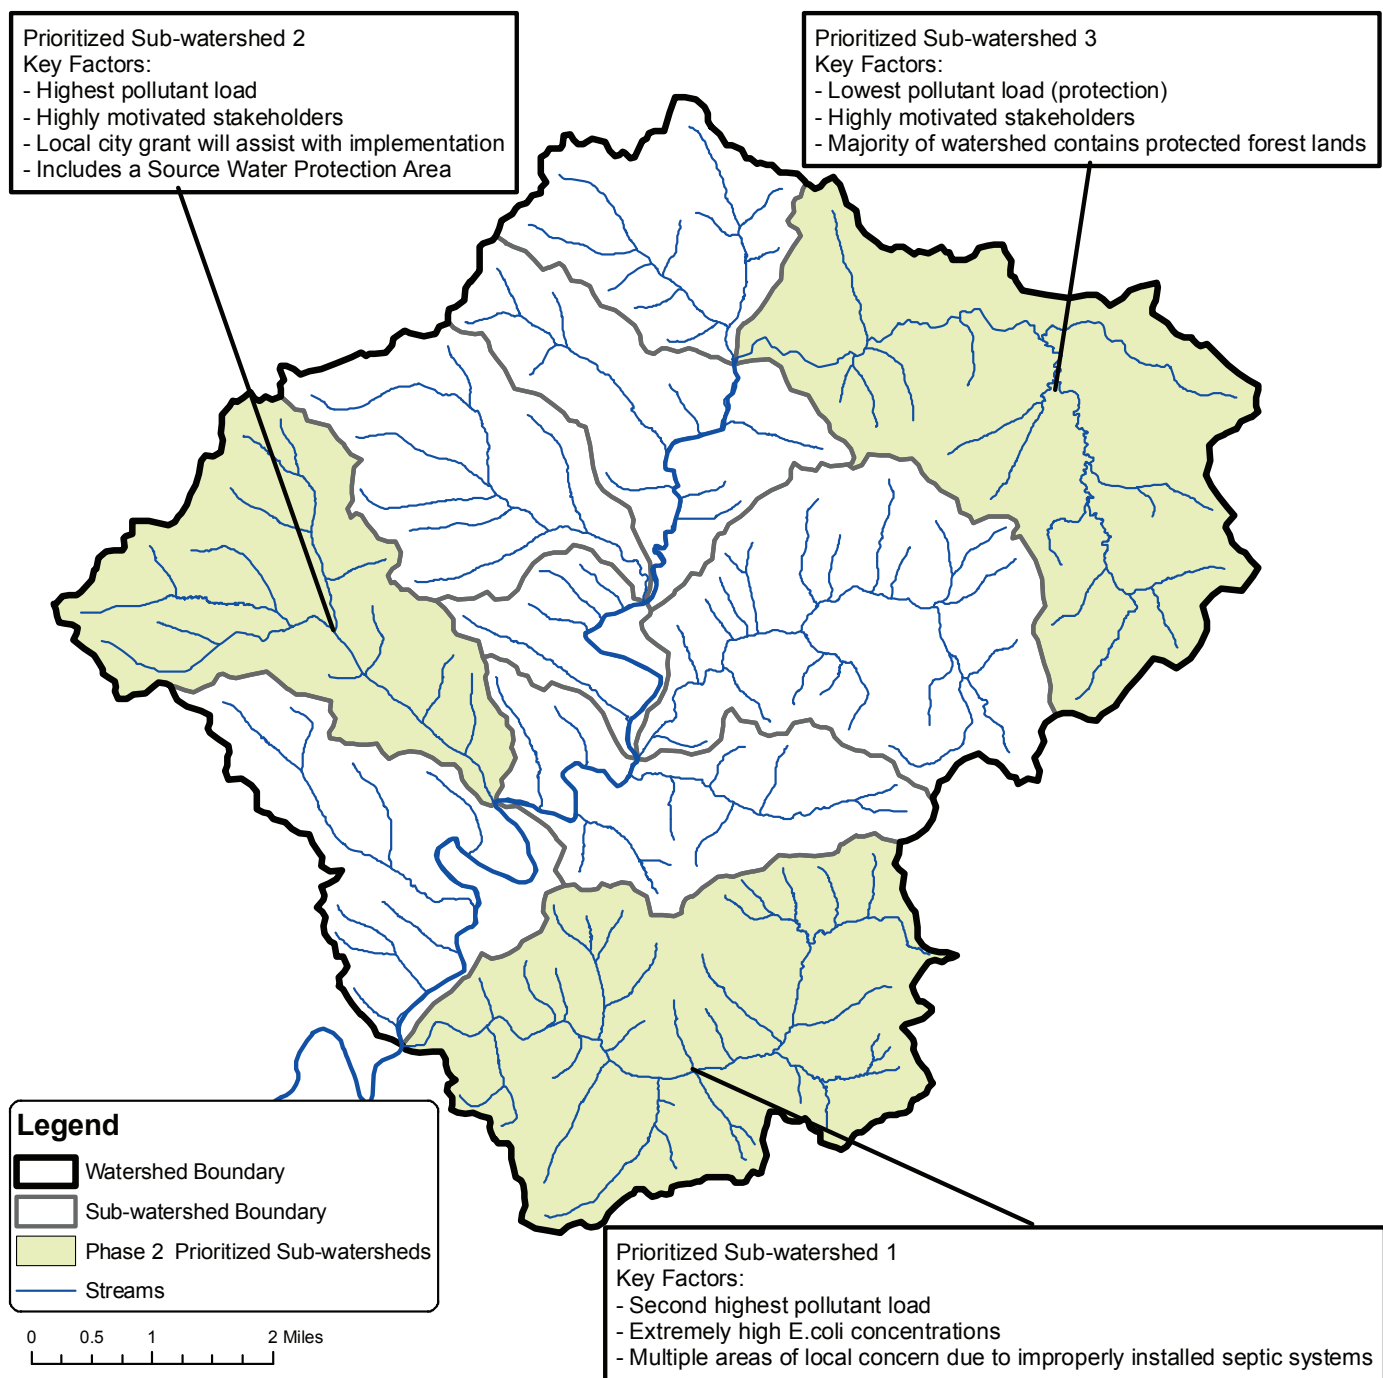 Prioritized Sub-watershed 2
Key Factors:
- Highest pollutant load
- Highly motivated stakeholders
- Local city grant will assist with implementation
- Includes a Source Water Protection Area
Prioritized Sub-watershed 3
Key Factors:
- Lowest pollutant load (protection)
- Highly motivated stakeholders
- Majority of watershed contains protected forest lands
Legend
Watershed Boundary
Sub-watershed Boundary
Phase 2 Prioritized Sub-watersheds
Streams
0 0.5 1 2 Miles
Prioritized Sub-watershed 1
Key Factors:
- Second highest pollutant load
- Extremely high E.coli concentrations
- Multiple areas of local concern due to improperly installed septic systems